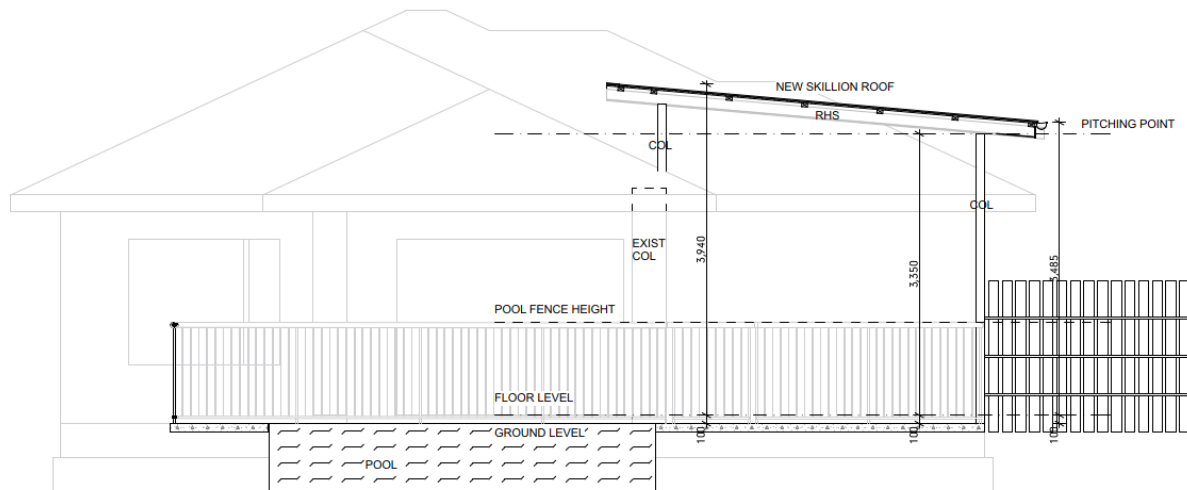 NEW SKILLION ROOF
RHS
PITCHING POINT
COL
COL
EXIST
COL
3,940
3,350
3,485
POOL FENCE HEIGHT
FLOOR LEVEL
GROUND LEVEL
100
100
100
POOL